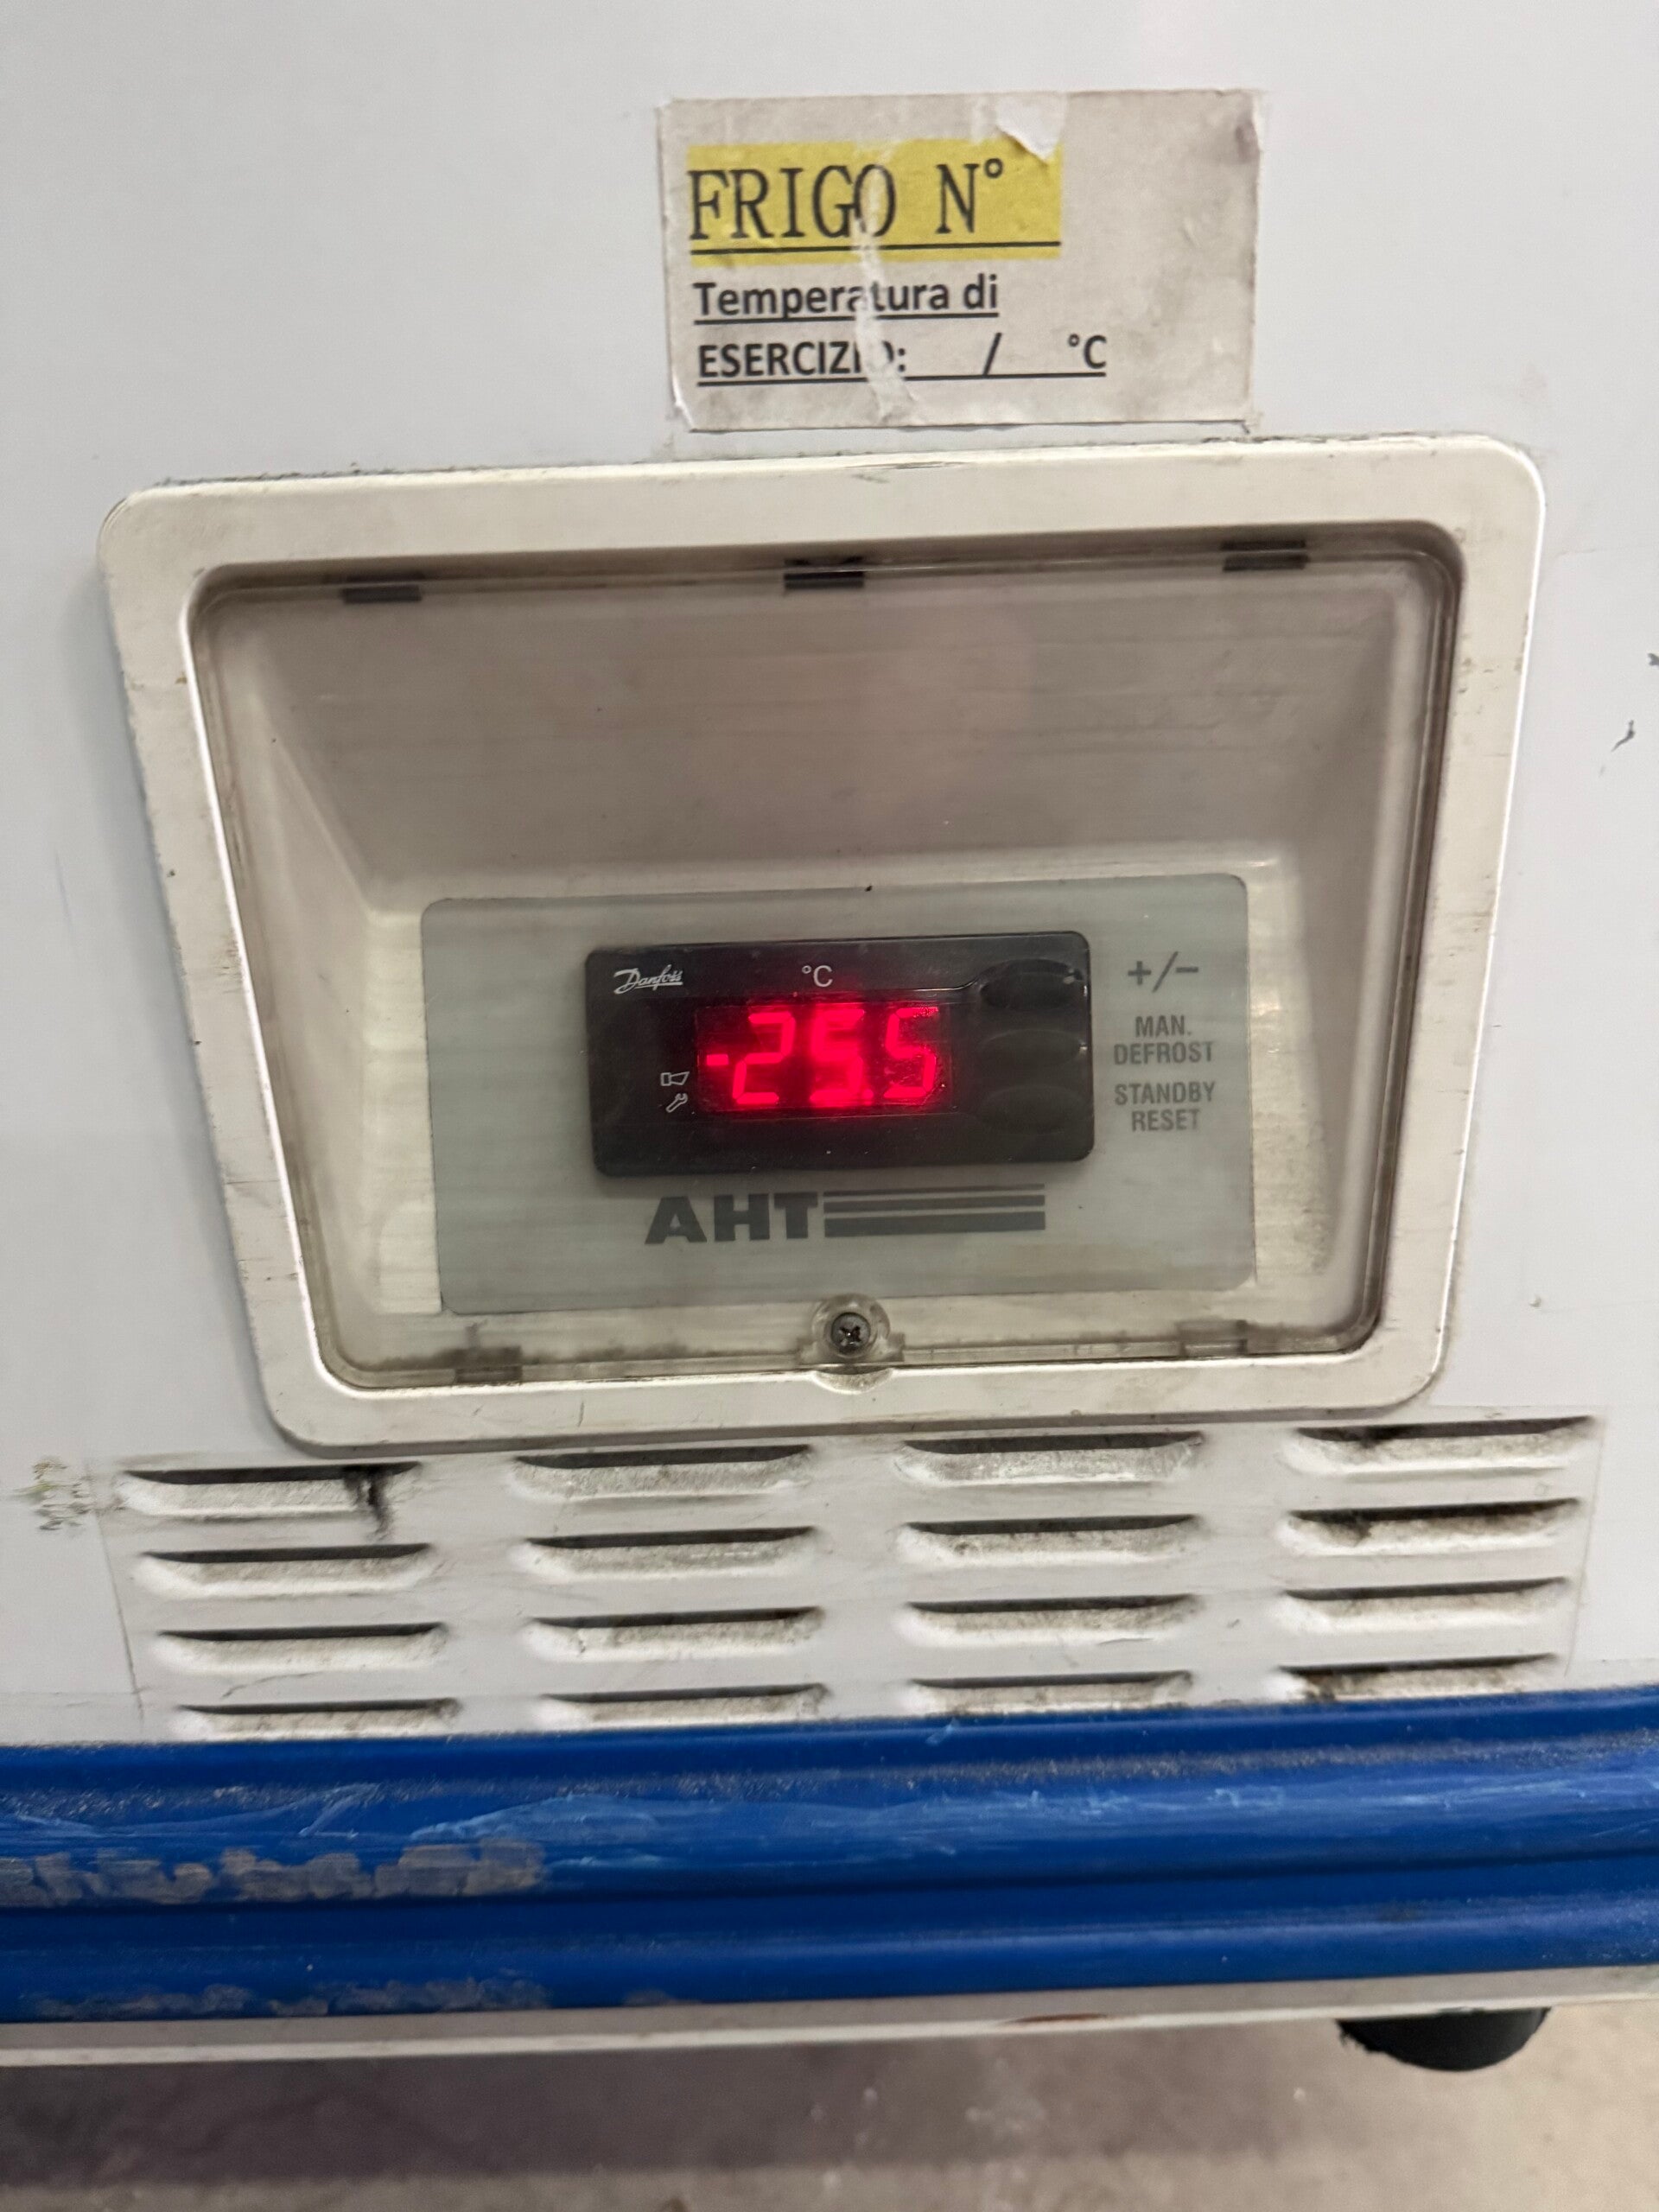 FRIGO N°
Temperatura di
ESERCIZIO: / °C
Danfoss
°C
-25.5
+/-
MAN.
DEFROST
STANDBY
RESET
AHT